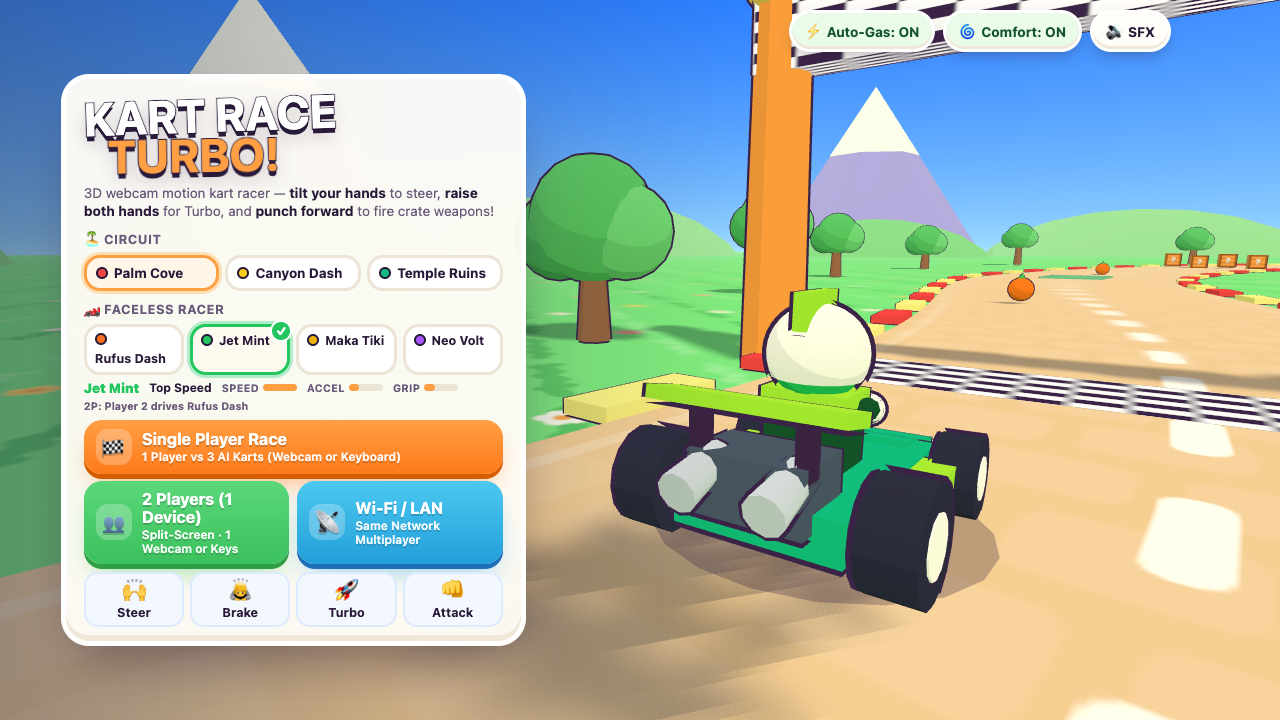 Auto-Gas: ON
Comfort: ON
SFX
KART RACE
TURBO!
3D webcam motion kart racer — tilt your hands to steer, raise
both hands for Turbo, and punch forward to fire crate weapons!
CIRCUIT
Palm Cove
Canyon Dash
Temple Ruins
FACELESS RACER
Rufus Dash
Jet Mint
Maka Tiki
Neo Volt
Jet Mint Top Speed SPEED ACCEL GRIP
2P: Player 2 drives Rufus Dash
Single Player Race
1 Player vs 3 AI Karts (Webcam or Keyboard)
2 Players (1
Device)
Split-Screen · 1
Webcam or Keys
Wi-Fi / LAN
Same Network
Multiplayer
Steer
Brake
Turbo
Attack